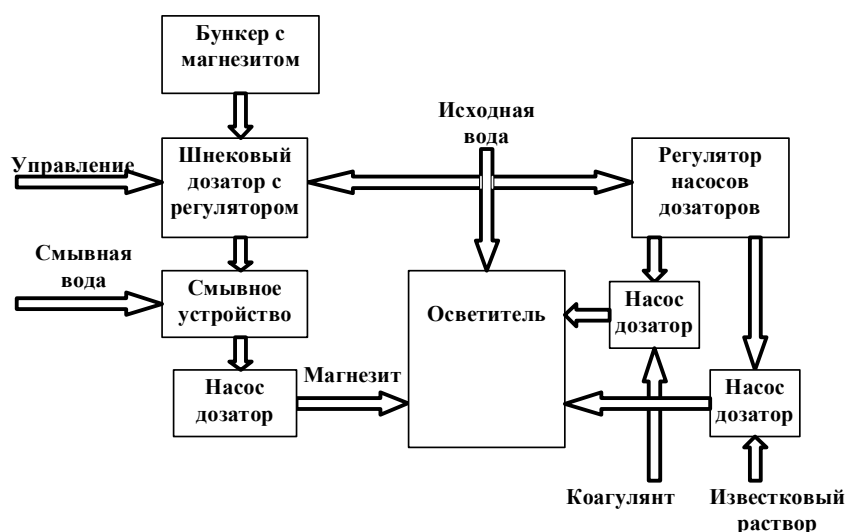 Бункер с
магнезитом
Исходная
вода
Управление
Шнековый
дозатор с
регулятором
Регулятор
насосов
дозаторов
Смывная
вода
Смывное
устройство
Осветитель
Насос
дозатор
Магнезит
Насос
дозатор
Насос
дозатор
Коагулянт
Известковый
раствор